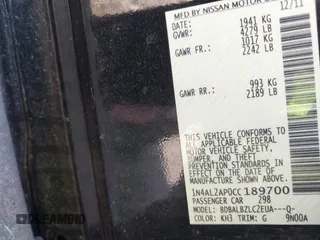 MFD BY NISSAN MOTOR
DATE: 12/11
GVWR: 1941 KG
4279 LB
GAWR FR.: 1017 KG
2242 LB
GAWR RR.: 993 KG
2189 LB
THIS VEHICLE CONFORMS TO
ALL APPLICABLE FEDERAL
MOTOR VEHICLE SAFETY,
BUMPER, AND THEFT
PREVENTION STANDARDS IN
EFFECT ON THE DATE OF
MANUFACTURE SHOWN ABOVE.
1N4AL2AP0CC189700
PASSENGER CAR 298
MODEL: BDBALBZLCZEUA---Q-
COLOR: KH3 TRIM: G 9N00A